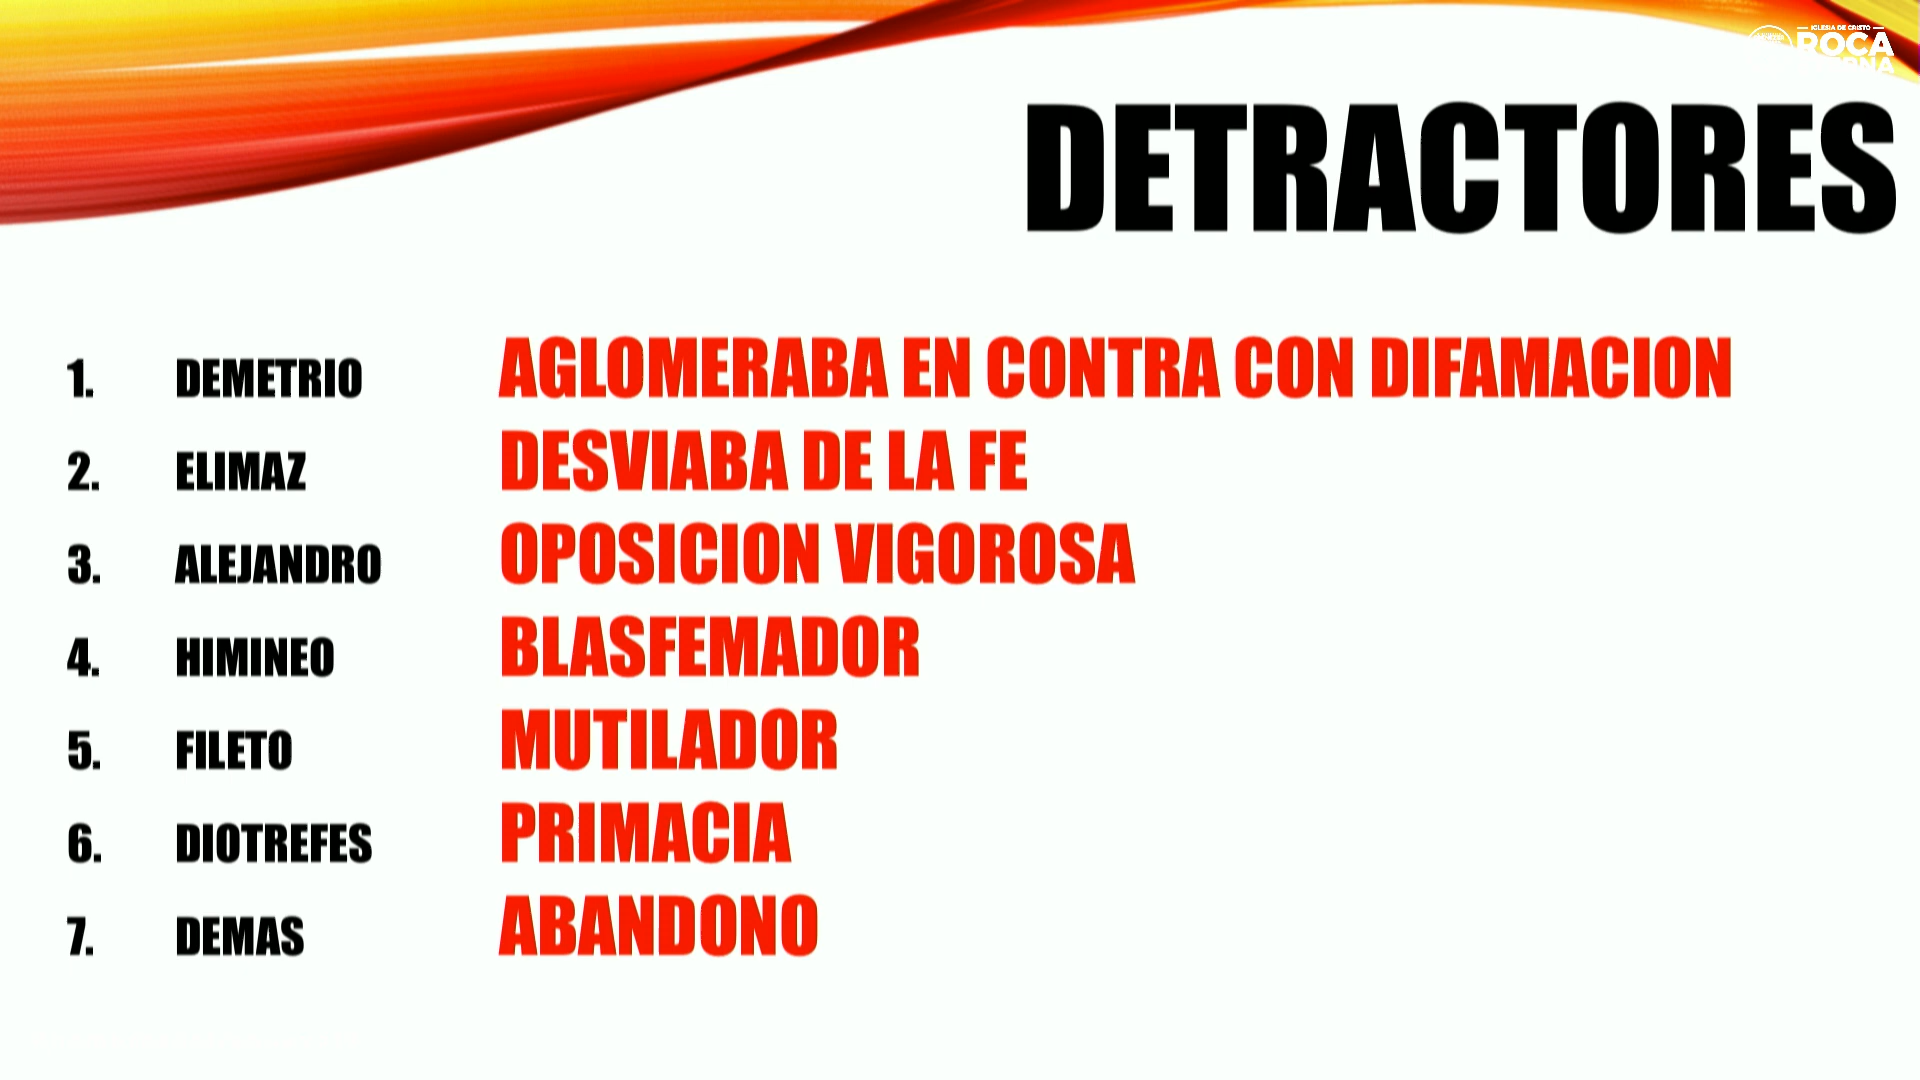 IGLESIA DE CRISTO
ROCA
DETRACTORES
1. DEMETRIO AGLOMERABA EN CONTRA CON DIFAMACION
2. ELIMAZ DESVIABA DE LA FE
3. ALEJANDRO OPOSICION VIGOROSA
4. HIMINEO BLASFEMADOR
5. FILETO MUTILADOR
6. DIOTREFES PRIMACIA
7. DEMAS ABANDONO